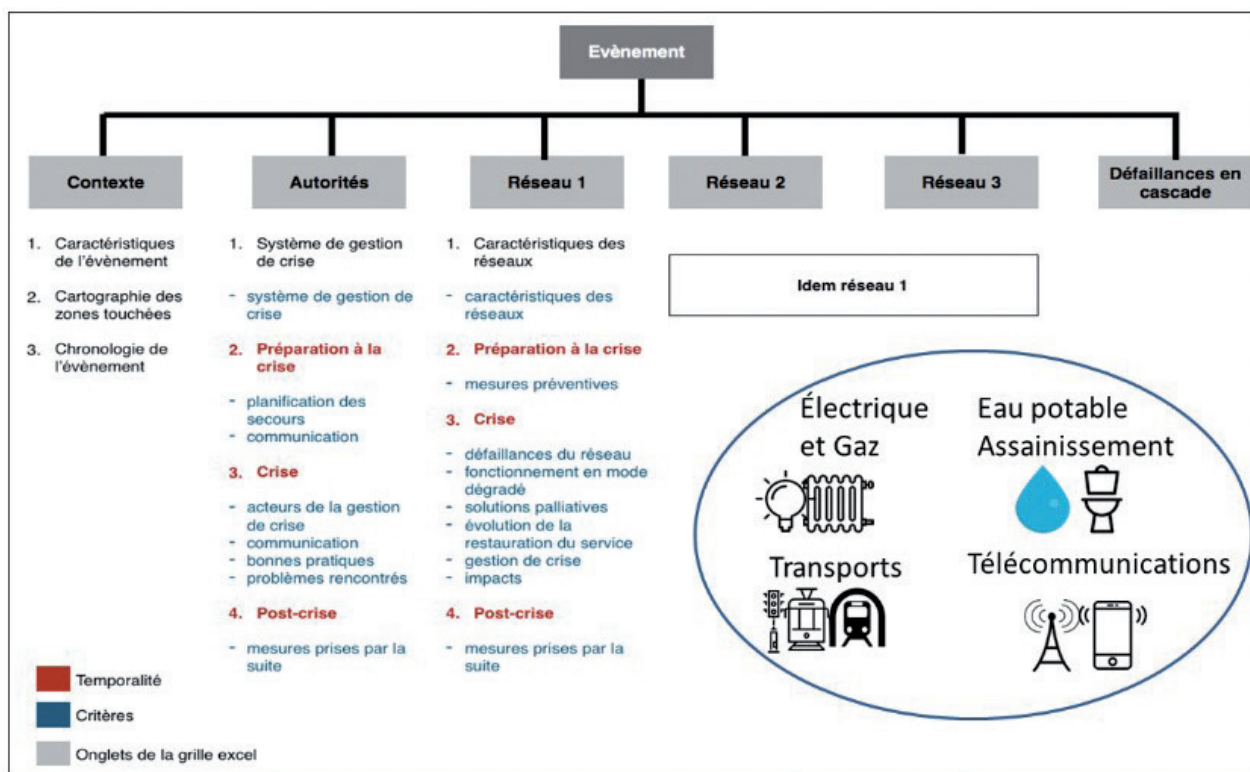 Evènement
Contexte
Autorités
Réseau 1
Réseau 2
Réseau 3
Défaillances en
cascade
1. Caractéristiques
de l'évènement
2. Cartographie des
zones touchées
3. Chronologie de
l'évènement
1. Système de gestion
de crise
- système de gestion de
crise
2. Préparation à la
crise
- planification des
secours
- communication
3. Crise
- acteurs de la gestion
de crise
- communication
- bonnes pratiques
- problèmes rencontrés
4. Post-crise
- mesures prises par la
suite
1. Caractéristiques des
réseaux
- caractéristiques des
réseaux
2. Préparation à la crise
- mesures préventives
3. Crise
- défaillances du réseau
- fonctionnement en mode
dégradé
- solutions palliatives
- évolution de la
restauration du service
- gestion de crise
- impacts
4. Post-crise
- mesures prises par la
suite
Idem réseau 1
Électrique
et Gaz
Eau potable
Assainissement
Transports
Télécommunications
Temporalité
Critères
Onglets de la grille excel